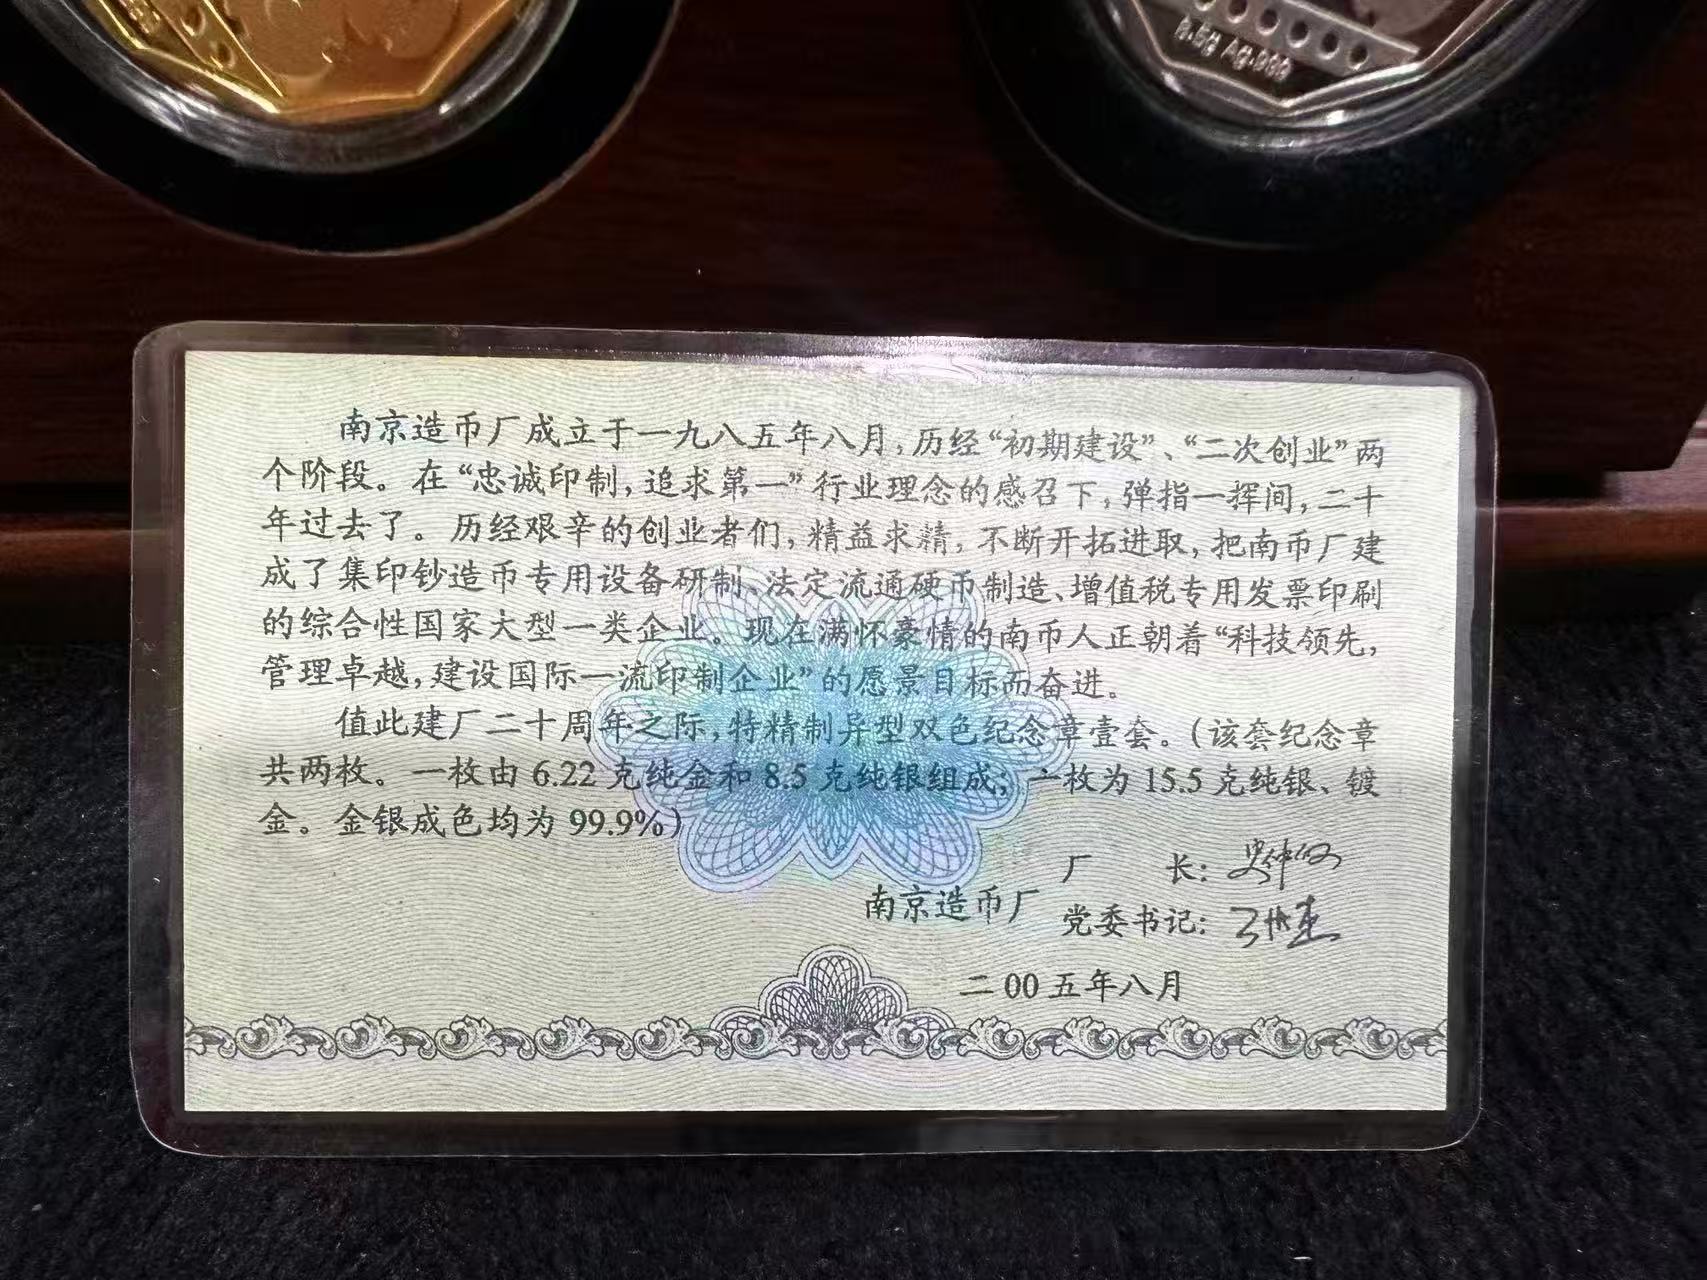 8.5g Ag.999
南京造币厂成立于一九八五年八月，历经“初期建设”、“二次创业”两
个阶段。在“忠诚印制，追求第一”行业理念的感召下，弹指一挥间，二十
年过去了。历经艰辛的创业者们，精益求精，不断开拓进取，把南币厂建
成了集印钞造币专用设备研制、法定流通硬币制造、增值税专用发票印刷
的综合性国家大型一类企业。现在满怀豪情的南币人正朝着“科技领先，
管理卓越，建设国际一流印制企业”的愿景目标而奋进。
值此建厂二十周年之际，特精制异型双色纪念章壹套。（该套纪念章
共两枚。一枚由 6.22 克纯金和 8.5 克纯银组成；一枚为 15.5 克纯银、镀
金。金银成色均为 99.9%）
南京造币厂
厂 长：
党委书记：
二00五年八月